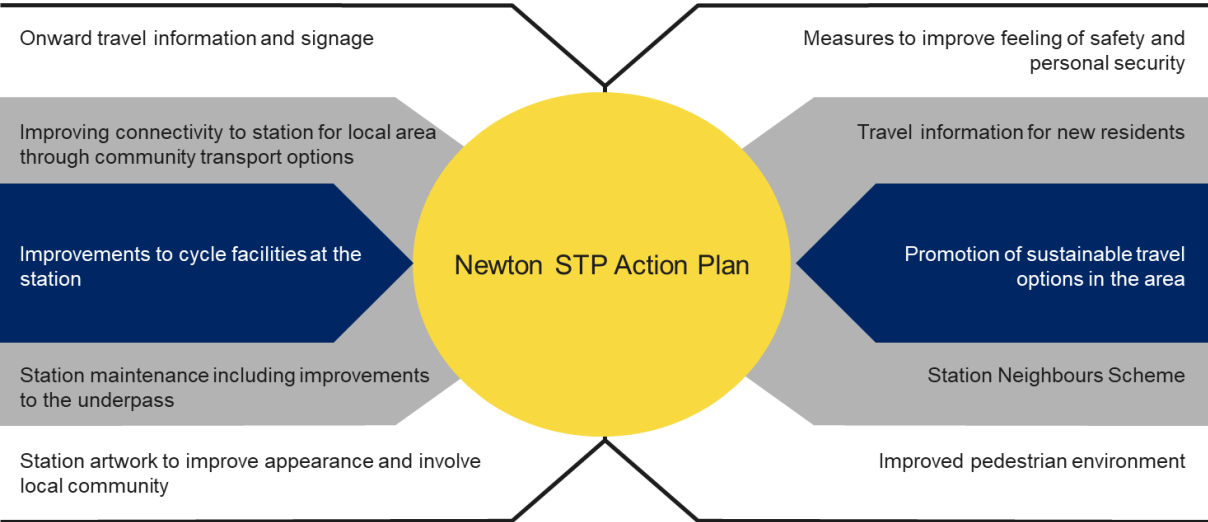 Onward travel information and signage
Improving connectivity to station for local area
through community transport options
Improvements to cycle facilities at the
station
Station maintenance including improvements
to the underpass
Station artwork to improve appearance and involve
local community
Newton STP Action Plan
Measures to improve feeling of safety and
personal security
Travel information for new residents
Promotion of sustainable travel
options in the area
Station Neighbours Scheme
Improved pedestrian environment